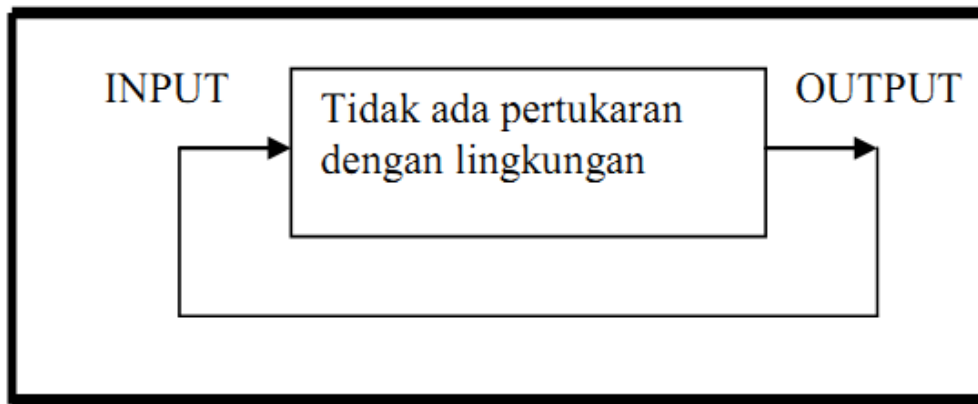 INPUT
Tidak ada pertukaran
dengan lingkungan
OUTPUT